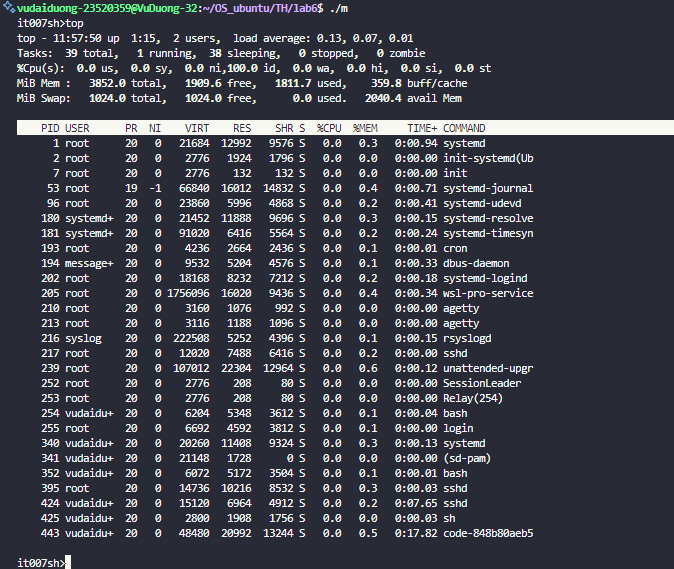 vudaiduong-23520359@VuDuong-32:~/OS_ubuntu/TH/lab6$ ./m
it007sh>top
top - 11:57:50 up  1:15,  2 users,  load average: 0.13, 0.07, 0.01
Tasks:  39 total,   1 running,  38 sleeping,   0 stopped,   0 zombie
%Cpu(s):  0.0 us,  0.0 sy,  0.0 ni,100.0 id,  0.0 wa,  0.0 hi,  0.0 si,  0.0 st
MiB Mem :   3852.0 total,   1909.6 free,   1811.7 used,    359.8 buff/cache
MiB Swap:   1024.0 total,   1024.0 free,      0.0 used.   2040.4 avail Mem
PID USER      PR  NI    VIRT    RES    SHR S  %CPU  %MEM     TIME+ COMMAND
1 root      20   0   21684  12992   9576 S   0.0   0.3   0:00.94 systemd
2 root      20   0    2776   1924   1796 S   0.0   0.0   0:00.00 init-systemd(Ub
7 root      20   0    2776    132    132 S   0.0   0.0   0:00.00 init
53 root      19  -1   66840  16012  14832 S   0.0   0.4   0:00.71 systemd-journal
96 root      20   0   23860   5996   4868 S   0.0   0.2   0:00.41 systemd-udevd
180 systemd+  20   0   21452  11888   9696 S   0.0   0.3   0:00.15 systemd-resolve
181 systemd+  20   0   91020   6416   5564 S   0.0   0.2   0:00.24 systemd-timesyn
193 root      20   0    4236   2664   2436 S   0.0   0.1   0:00.01 cron
194 message+  20   0    9532   5204   4576 S   0.0   0.1   0:00.33 dbus-daemon
202 root      20   0   18168   8232   7212 S   0.0   0.2   0:00.18 systemd-logind
205 root      20   0 1756096  16020   9436 S   0.0   0.4   0:00.34 wsl-pro-service
210 root      20   0    3160   1076    992 S   0.0   0.0   0:00.00 agetty
213 root      20   0    3116   1188   1096 S   0.0   0.0   0:00.00 agetty
216 syslog    20   0  222508   5252   4396 S   0.0   0.1   0:00.15 rsyslogd
217 root      20   0   12020   7488   6416 S   0.0   0.2   0:00.00 sshd
239 root      20   0  107012  22304  12964 S   0.0   0.6   0:00.12 unattended-upgr
252 root      20   0    2776    208     80 S   0.0   0.0   0:00.00 SessionLeader
253 root      20   0    2776    208     80 S   0.0   0.0   0:00.00 Relay(254)
254 vudaidu+  20   0    6204   5348   3612 S   0.0   0.1   0:00.04 bash
255 root      20   0    6692   4592   3812 S   0.0   0.1   0:00.00 login
340 vudaidu+  20   0   20260  11408   9324 S   0.0   0.3   0:00.13 systemd
341 vudaidu+  20   0   21148   1728      0 S   0.0   0.0   0:00.00 (sd-pam)
352 vudaidu+  20   0    6072   5172   3504 S   0.0   0.1   0:00.01 bash
395 root      20   0   14736  10216   8532 S   0.0   0.3   0:00.03 sshd
424 vudaidu+  20   0   15120   6964   4912 S   0.0   0.2   0:07.65 sshd
425 vudaidu+  20   0    2800   1908   1756 S   0.0   0.0   0:00.03 sh
443 vudaidu+  20   0   48480  20992  13244 S   0.0   0.5   0:17.82 code-848b80aeb5
it007sh>